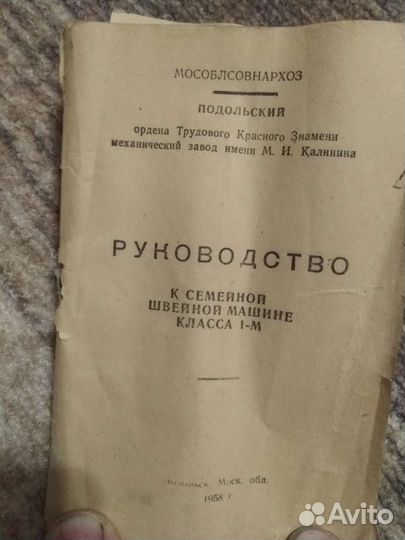 МОСОБЛСОВНАРХОЗ
ПОДОЛЬСКИЙ
ордена Трудового Красного Знамени
механический завод имени М. И. Калинина
РУКОВОДСТВО
К СЕМЕЙНОЙ
ШВЕЙНОЙ МАШИНЕ
КЛАССА 1-М
Моск. обл.
1958 г.
Avito